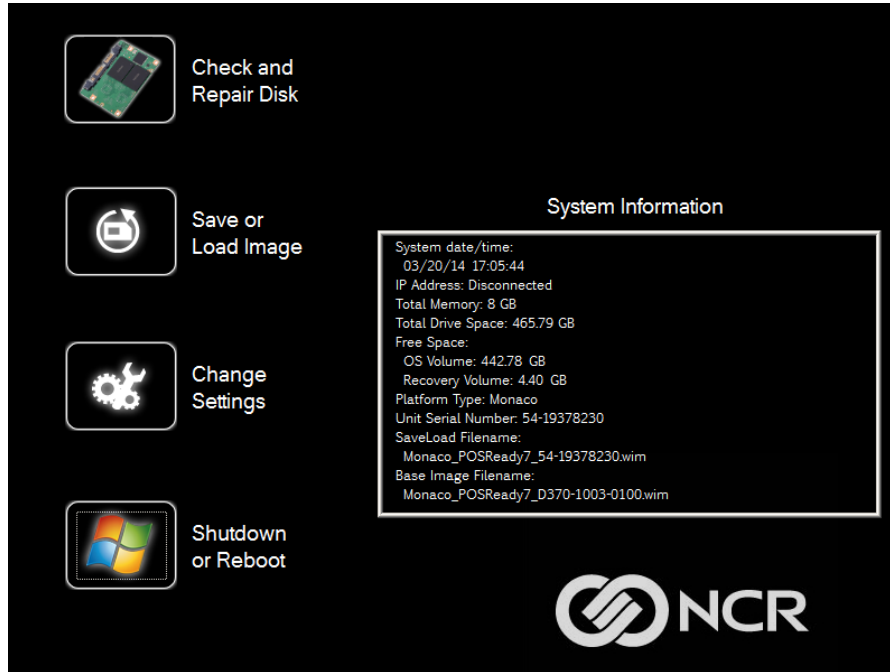 Check and
Repair Disk
Save or
Load Image
Change
Settings
Shutdown
or Reboot
System Information
System date/time:
03/20/14 17:05:44
IP Address: Disconnected
Total Memory: 8 GB
Total Drive Space: 465.79 GB
Free Space:
OS Volume: 442.78 GB
Recovery Volume: 4.40 GB
Platform Type: Monaco
Unit Serial Number: 54-19378230
SaveLoad Filename:
Monaco_POSReady7_54-19378230.wim
Base Image Filename:
Monaco_POSReady7_D370-1003-0100.wim
NCR